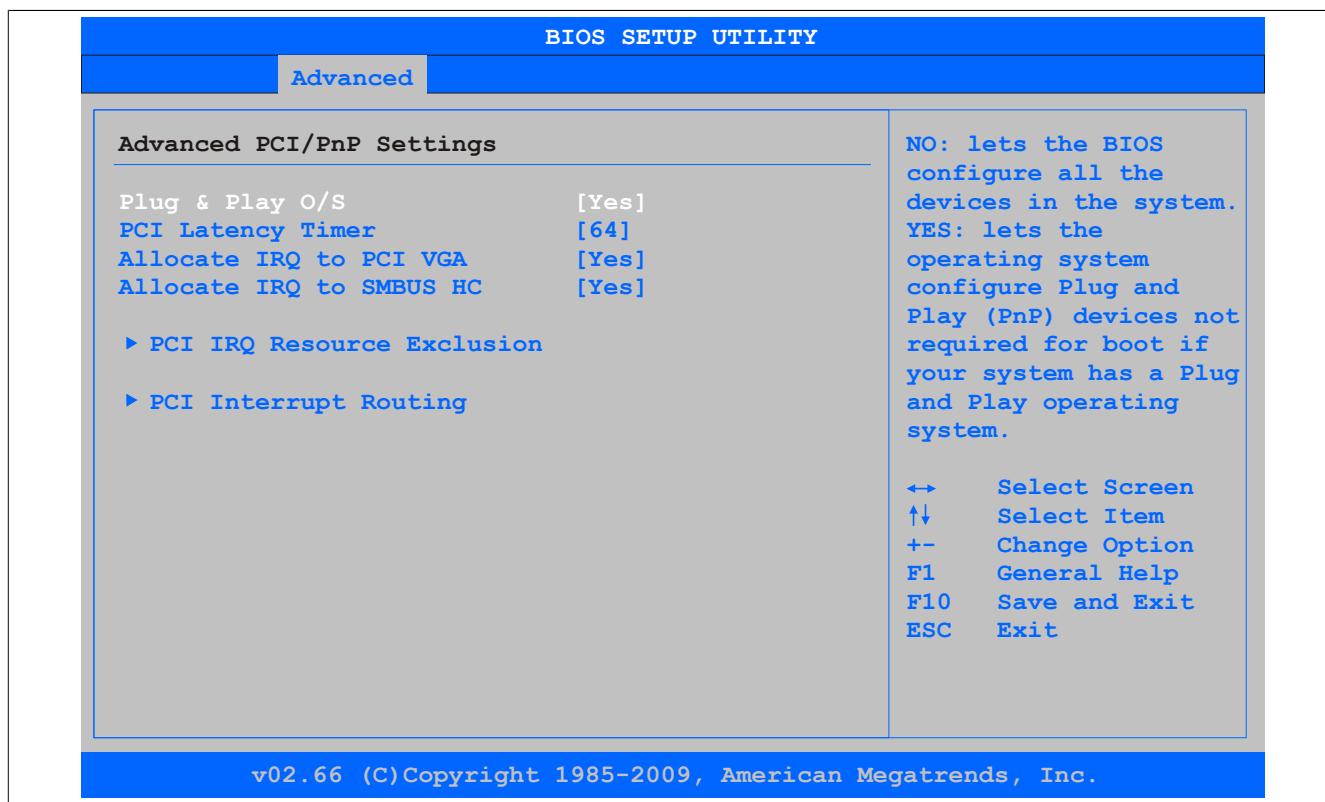 BIOS SETUP UTILITY
Advanced
Advanced PCI/PnP Settings
Plug & Play O/S [Yes]
PCI Latency Timer [64]
Allocate IRQ to PCI VGA [Yes]
Allocate IRQ to SMBUS HC [Yes]
▶ PCI IRQ Resource Exclusion
▶ PCI Interrupt Routing
NO: lets the BIOS
configure all the
devices in the system.
YES: lets the
operating system
configure Plug and
Play (PnP) devices not
required for boot if
your system has a Plug
and Play operating
system.
↔ Select Screen
↑↓ Select Item
+- Change Option
F1 General Help
F10 Save and Exit
ESC Exit
v02.66 (C)Copyright 1985-2009, American Megatrends, Inc.